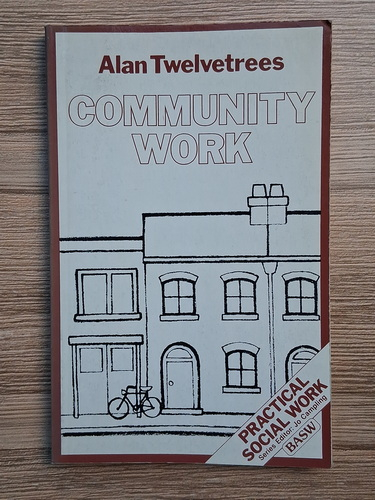 Alan Twelvetrees
COMMUNITY
WORK
PRACTICAL
SOCIAL WORK
Series Editor: Jo Campling
BASW